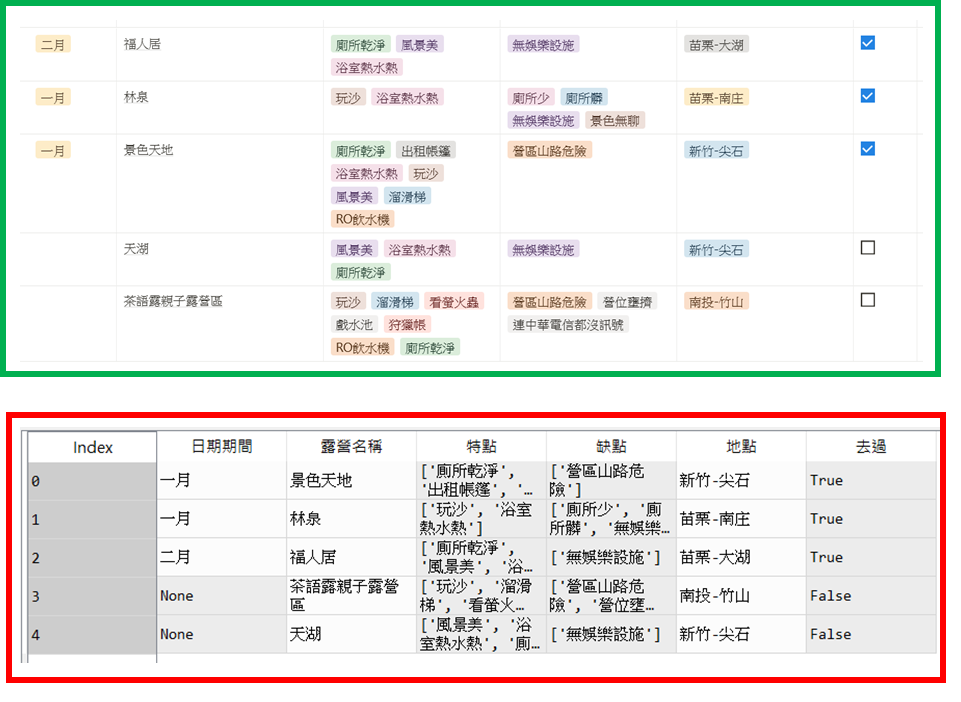 二月 福人居 廁所乾淨 風景美 無娛樂設施 苗栗-大湖
浴室熱水熱
一月 林泉 玩沙 浴室熱水熱 廁所少 廁所髒 苗栗-南庄
無娛樂設施 景色無聊
一月 景色天地 廁所乾淨 出租帳篷 營區山路危險 新竹-尖石
浴室熱水熱 玩沙
風景美 溜滑梯
RO飲水機
天湖 風景美 浴室熱水熱 無娛樂設施 新竹-尖石
廁所乾淨
茶語露親子露營區 玩沙 溜滑梯 看螢火蟲 營區山路危險 營位壅擠 南投-竹山
戲水池 狩獵帳 連中華電信都沒訊號
RO飲水機 廁所乾淨
Index 日期期間 露營名稱 特點 缺點 地點 去過
0 一月 景色天地 ['廁所乾淨', '出租帳篷', '… ['營區山路危險'] 新竹-尖石 True
1 一月 林泉 ['玩沙', '浴室熱水熱'] ['廁所少', '廁所髒', '無娛樂… 苗栗-南庄 True
2 二月 福人居 ['廁所乾淨', '風景美', '浴… ['無娛樂設施'] 苗栗-大湖 True
3 None 茶語露親子露營區 ['玩沙', '溜滑梯', '看螢火… ['營區山路危險', '營位壅… 南投-竹山 False
4 None 天湖 ['風景美', '浴室熱水熱', '廁… ['無娛樂設施'] 新竹-尖石 False